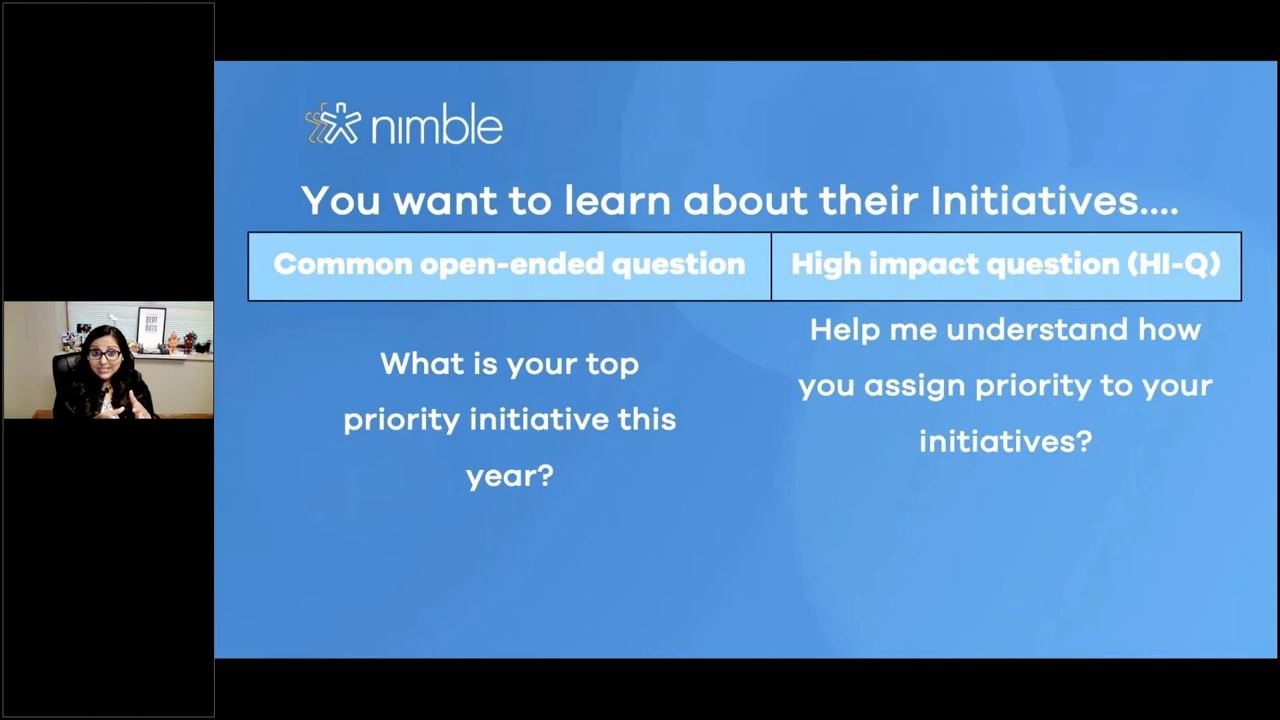 nimble
You want to learn about their Initiatives....
Common open-ended question
High impact question (HI-Q)
What is your top
priority initiative this
year?
Help me understand how
you assign priority to your
initiatives?